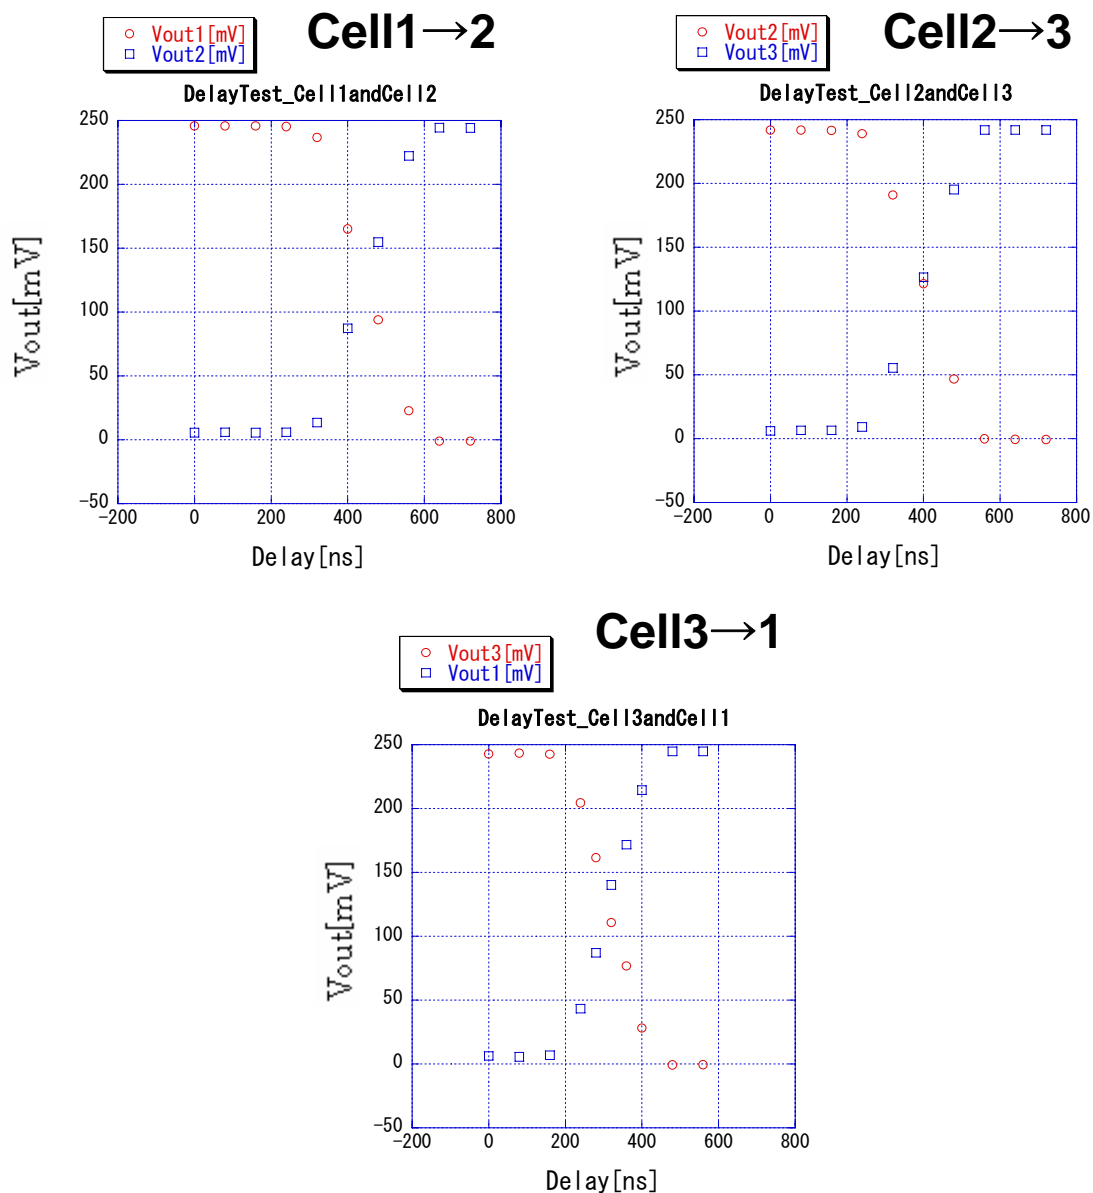 Vout1[mV]
Vout2[mV]
Cell1→2
DelayTest_Cell1andCell2
250
200
150
100
50
0
-50
-200 0 200 400 600 800
Vout[mV]
Delay[ns]
Vout2[mV]
Vout3[mV]
Cell2→3
DelayTest_Cell2andCell3
250
200
150
100
50
0
-50
-200 0 200 400 600 800
Vout[mV]
Delay[ns]
Vout3[mV]
Vout1[mV]
Cell3→1
DelayTest_Cell3andCell1
250
200
150
100
50
0
-50
-200 0 200 400 600 800
Vout[mV]
Delay[ns]